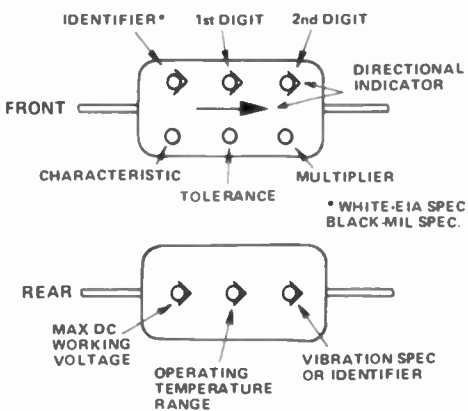 IDENTIFIER* 1st DIGIT 2nd DIGIT
DIRECTIONAL
INDICATOR
FRONT
CHARACTERISTIC
TOLERANCE
MULTIPLIER
* WHITE-EIA SPEC
BLACK-MIL SPEC.
REAR
MAX DC
WORKING
VOLTAGE
OPERATING
TEMPERATURE
RANGE
VIBRATION SPEC
OR IDENTIFIER